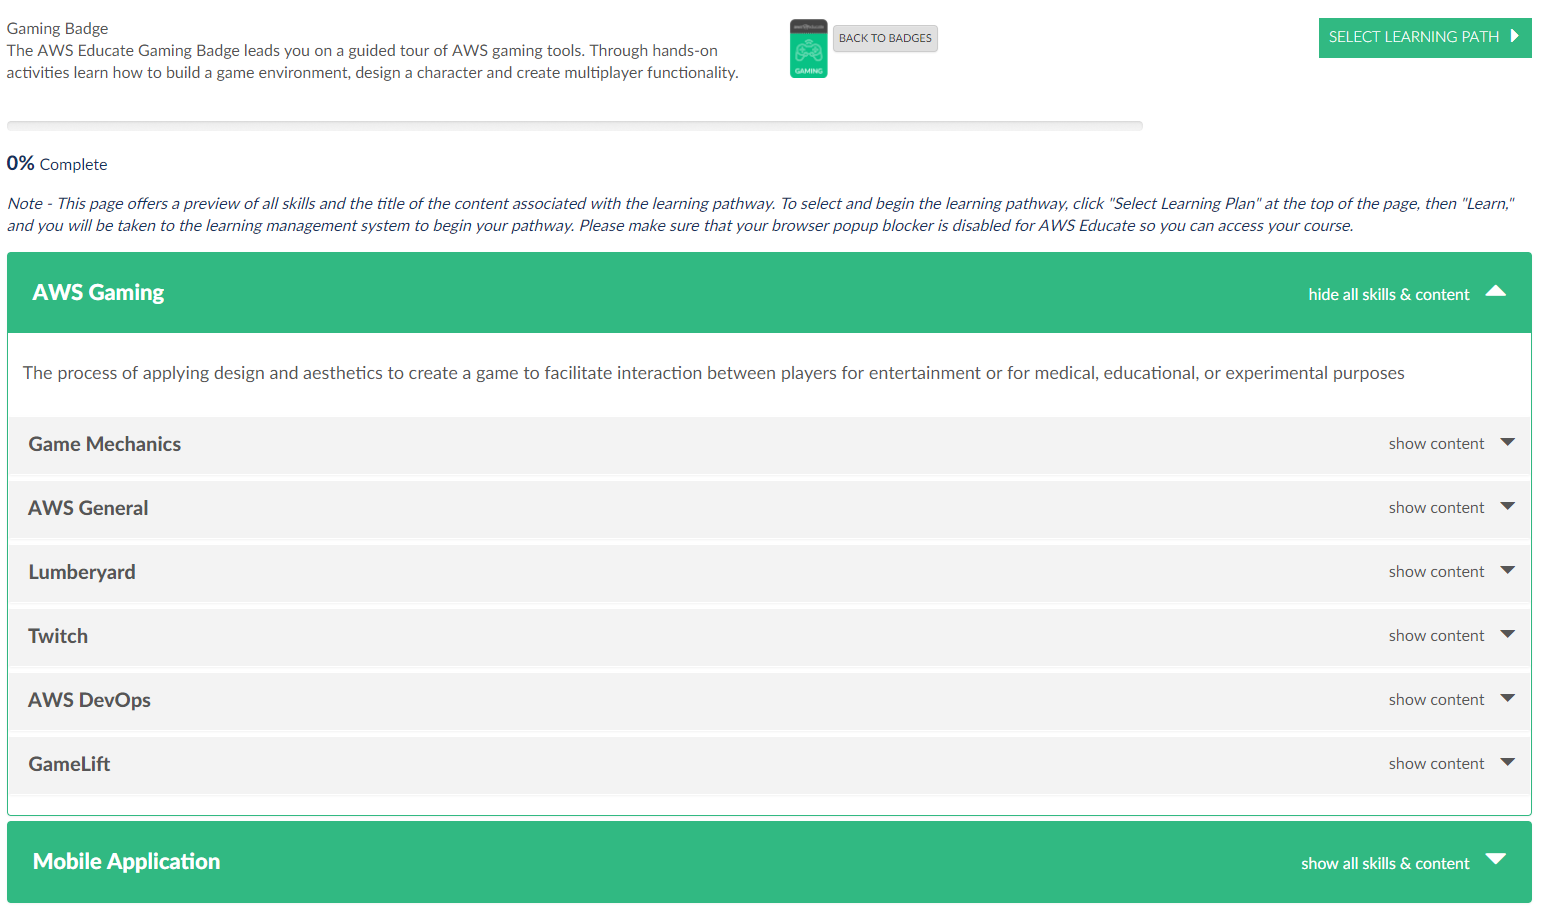 Gaming Badge
The AWS Educate Gaming Badge leads you on a guided tour of AWS gaming tools. Through hands-on
activities learn how to build a game environment, design a character and create multiplayer functionality.
GAMING
BACK TO BADGES
SELECT LEARNING PATH
0% Complete
Note - This page offers a preview of all skills and the title of the content associated with the learning pathway. To select and begin the learning pathway, click "Select Learning Plan" at the top of the page, then "Learn,"
and you will be taken to the learning management system to begin your pathway. Please make sure that your browser popup blocker is disabled for AWS Educate so you can access your course.
AWS Gaming
hide all skills & content
The process of applying design and aesthetics to create a game to facilitate interaction between players for entertainment or for medical, educational, or experimental purposes
Game Mechanics
show content
AWS General
show content
Lumberyard
show content
Twitch
show content
AWS DevOps
show content
GameLift
show content
Mobile Application
show all skills & content